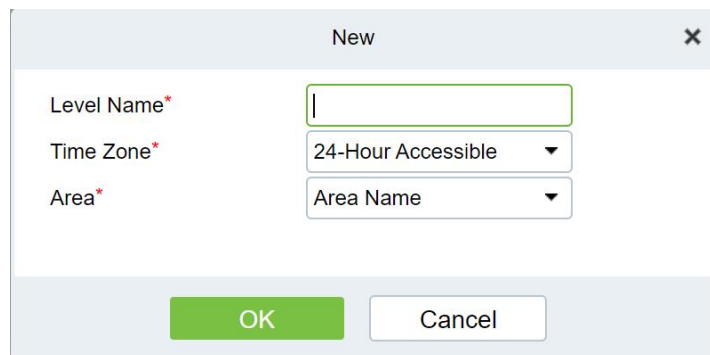 New
Level Name*
Time Zone* 24-Hour Accessible
Area* Area Name
OK Cancel